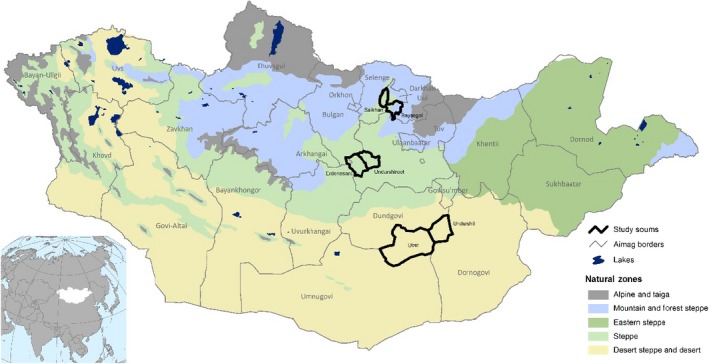 Bayan-Ulgii
Uvs
Khuvsgul
Selenge
Darkhan
Uul
Orkhon
Saikhan
Bayangol
Zavkhan
Bulgan
Tuv
Khentii
Dornod
Ulaanbaatar
Khovd
Arkhangai
Undurshireet
Bayankhongor
Sukhbaatar
Govisumber
Govi-Altai
Uvurkhangai
Dundgovi
Undurshil
Ulziit
Dornogovi
Umnugovi
Study soums
Aimag borders
Lakes
Natural zones
Alpine and taiga
Mountain and forest steppe
Eastern steppe
Steppe
Desert steppe and desert